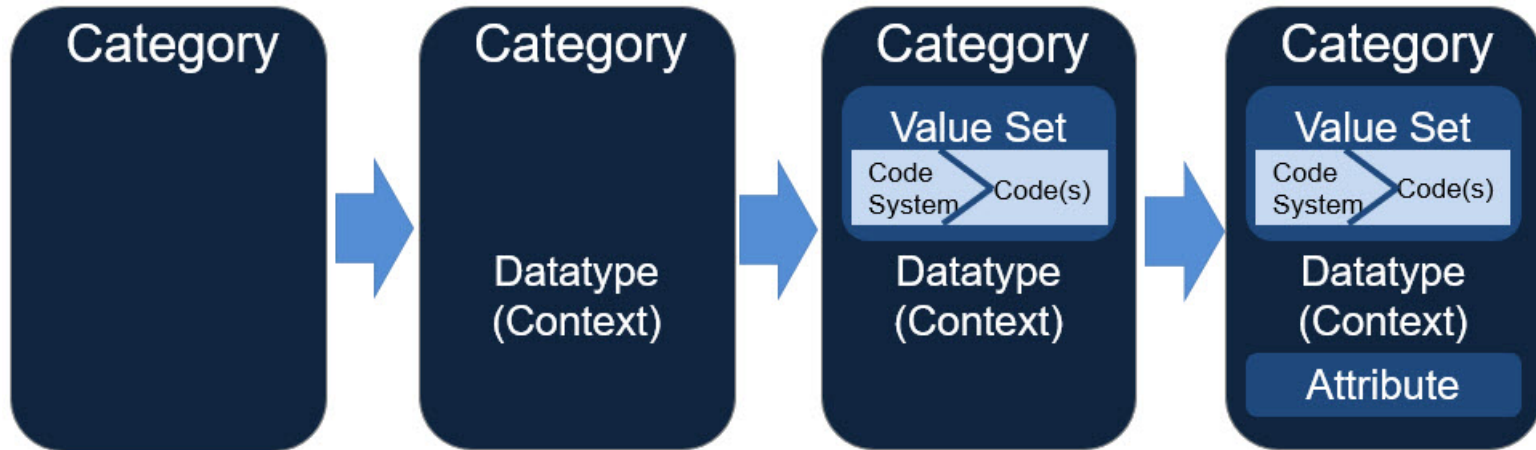 Category
Category
Datatype
(Context)
Category
Value Set
Code
System
Code(s)
Datatype
(Context)
Category
Value Set
Code
System
Code(s)
Datatype
(Context)
Attribute